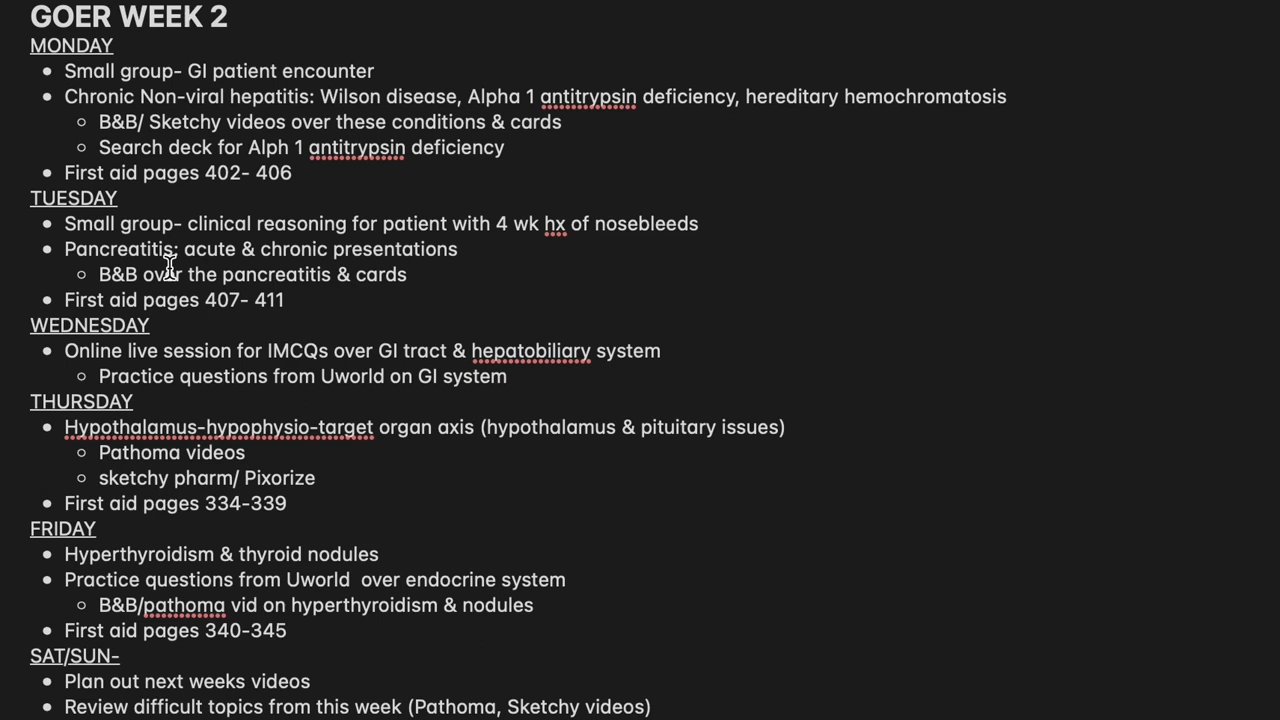 GOER WEEK 2
MONDAY
• Small group- GI patient encounter
• Chronic Non-viral hepatitis: Wilson disease, Alpha 1 antitrypsin deficiency, hereditary hemochromatosis
◦ B&B/ Sketchy videos over these conditions & cards
◦ Search deck for Alph 1 antitrypsin deficiency
• First aid pages 402- 406
TUESDAY
• Small group- clinical reasoning for patient with 4 wk hx of nosebleeds
• Pancreatitis: acute & chronic presentations
◦ B&B over the pancreatitis & cards
• First aid pages 407- 411
WEDNESDAY
• Online live session for IMCQs over GI tract & hepatobiliary system
◦ Practice questions from Uworld on GI system
THURSDAY
• Hypothalamus-hypophysio-target organ axis (hypothalamus & pituitary issues)
◦ Pathoma videos
◦ sketchy pharm/ Pixorize
• First aid pages 334-339
FRIDAY
• Hyperthyroidism & thyroid nodules
• Practice questions from Uworld  over endocrine system
◦ B&B/pathoma vid on hyperthyroidism & nodules
• First aid pages 340-345
SAT/SUN-
• Plan out next weeks videos
• Review difficult topics from this week (Pathoma, Sketchy videos)